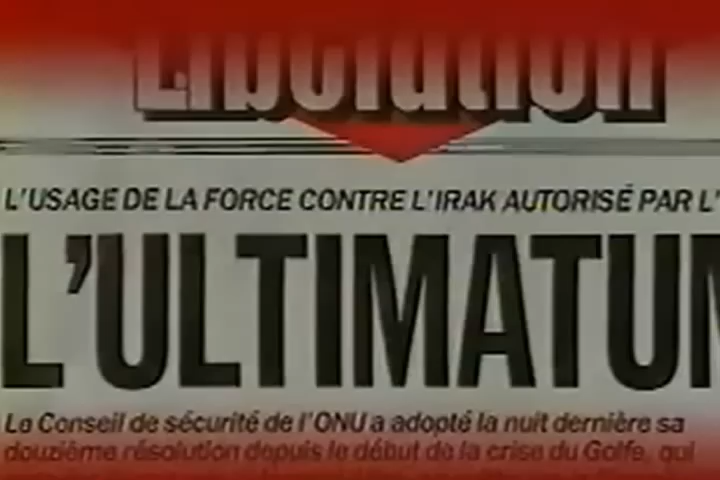 Libération
L'USAGE DE LA FORCE CONTRE L'IRAK AUTORISÉ PAR L'
L'ULTIMATUM
Le Conseil de sécurité de l'ONU a adopté la nuit dernière sa
douzième résolution depuis le début de la crise du Golfe, qui